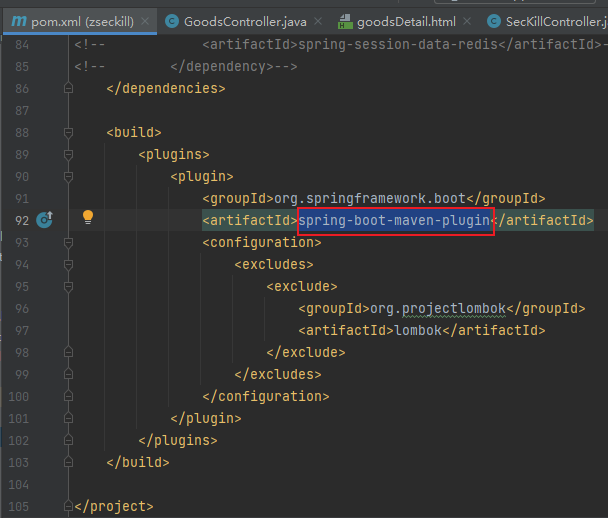 pom.xml (zseckill) GoodsController.java goodsDetail.html SecKillController.j
84 <!-- <artifactId>spring-session-data-redis</artifactId>
85 <!-- </dependency>-->
86 </dependencies>
87
88 <build>
89 <plugins>
90 <plugin>
91 <groupId>org.springframework.boot</groupId>
92 <artifactId>spring-boot-maven-plugin</artifactId>
93 <configuration>
94 <excludes>
95 <exclude>
96 <groupId>org.projectlombok</groupId>
97 <artifactId>lombok</artifactId>
98 </exclude>
99 </excludes>
100 </configuration>
101 </plugin>
102 </plugins>
103 </build>
104
105 </project>